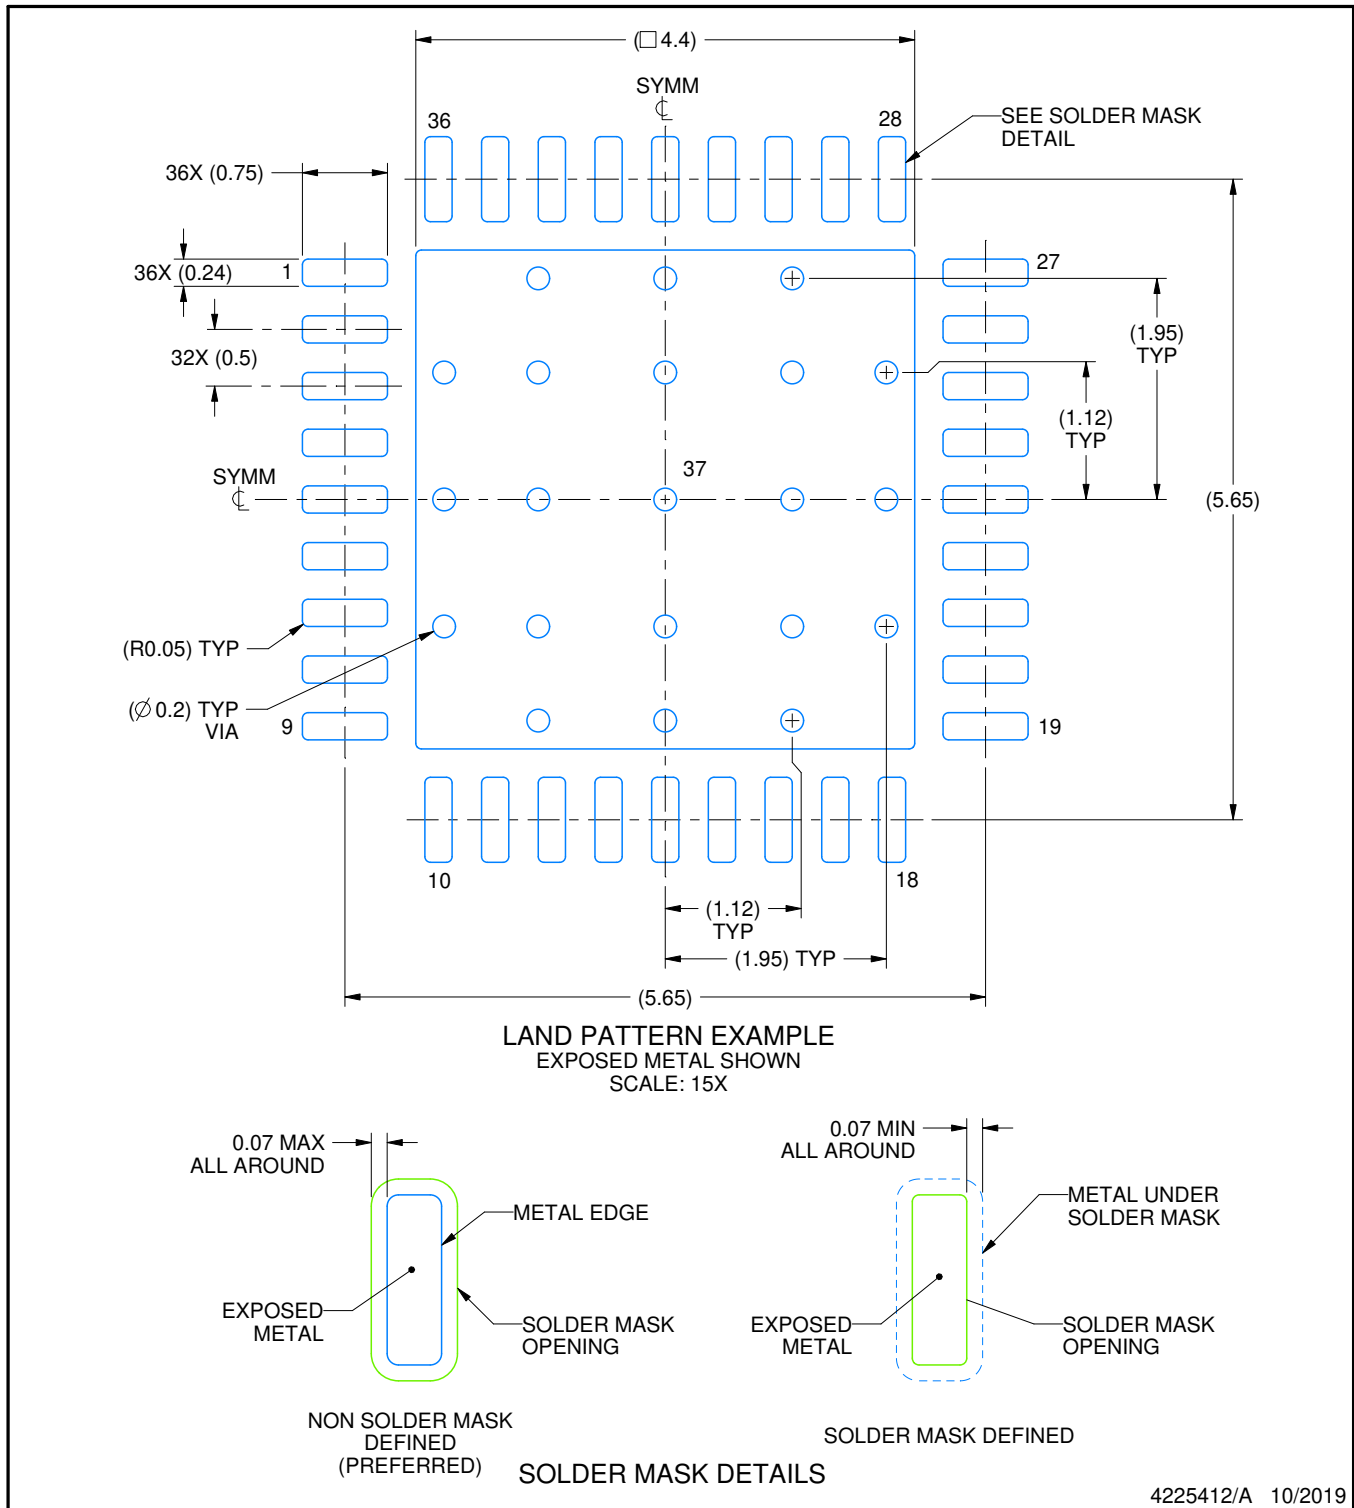 (□ 4.4)
SYMM
℄
36
28
SEE SOLDER MASK
DETAIL
36X (0.75)
36X (0.24)
1
27
32X (0.5)
(1.95)
TYP
(1.12)
TYP
SYMM
℄
37
(5.65)
(R0.05) TYP
(∅ 0.2) TYP
VIA
9
19
10
18
(1.12)
TYP
(1.95) TYP
(5.65)
LAND PATTERN EXAMPLE
EXPOSED METAL SHOWN
SCALE: 15X
0.07 MAX
ALL AROUND
METAL EDGE
EXPOSED
METAL
SOLDER MASK
OPENING
NON SOLDER MASK
DEFINED
(PREFERRED)
0.07 MIN
ALL AROUND
METAL UNDER
SOLDER MASK
EXPOSED
METAL
SOLDER MASK
OPENING
SOLDER MASK DEFINED
SOLDER MASK DETAILS
4225412/A 10/2019